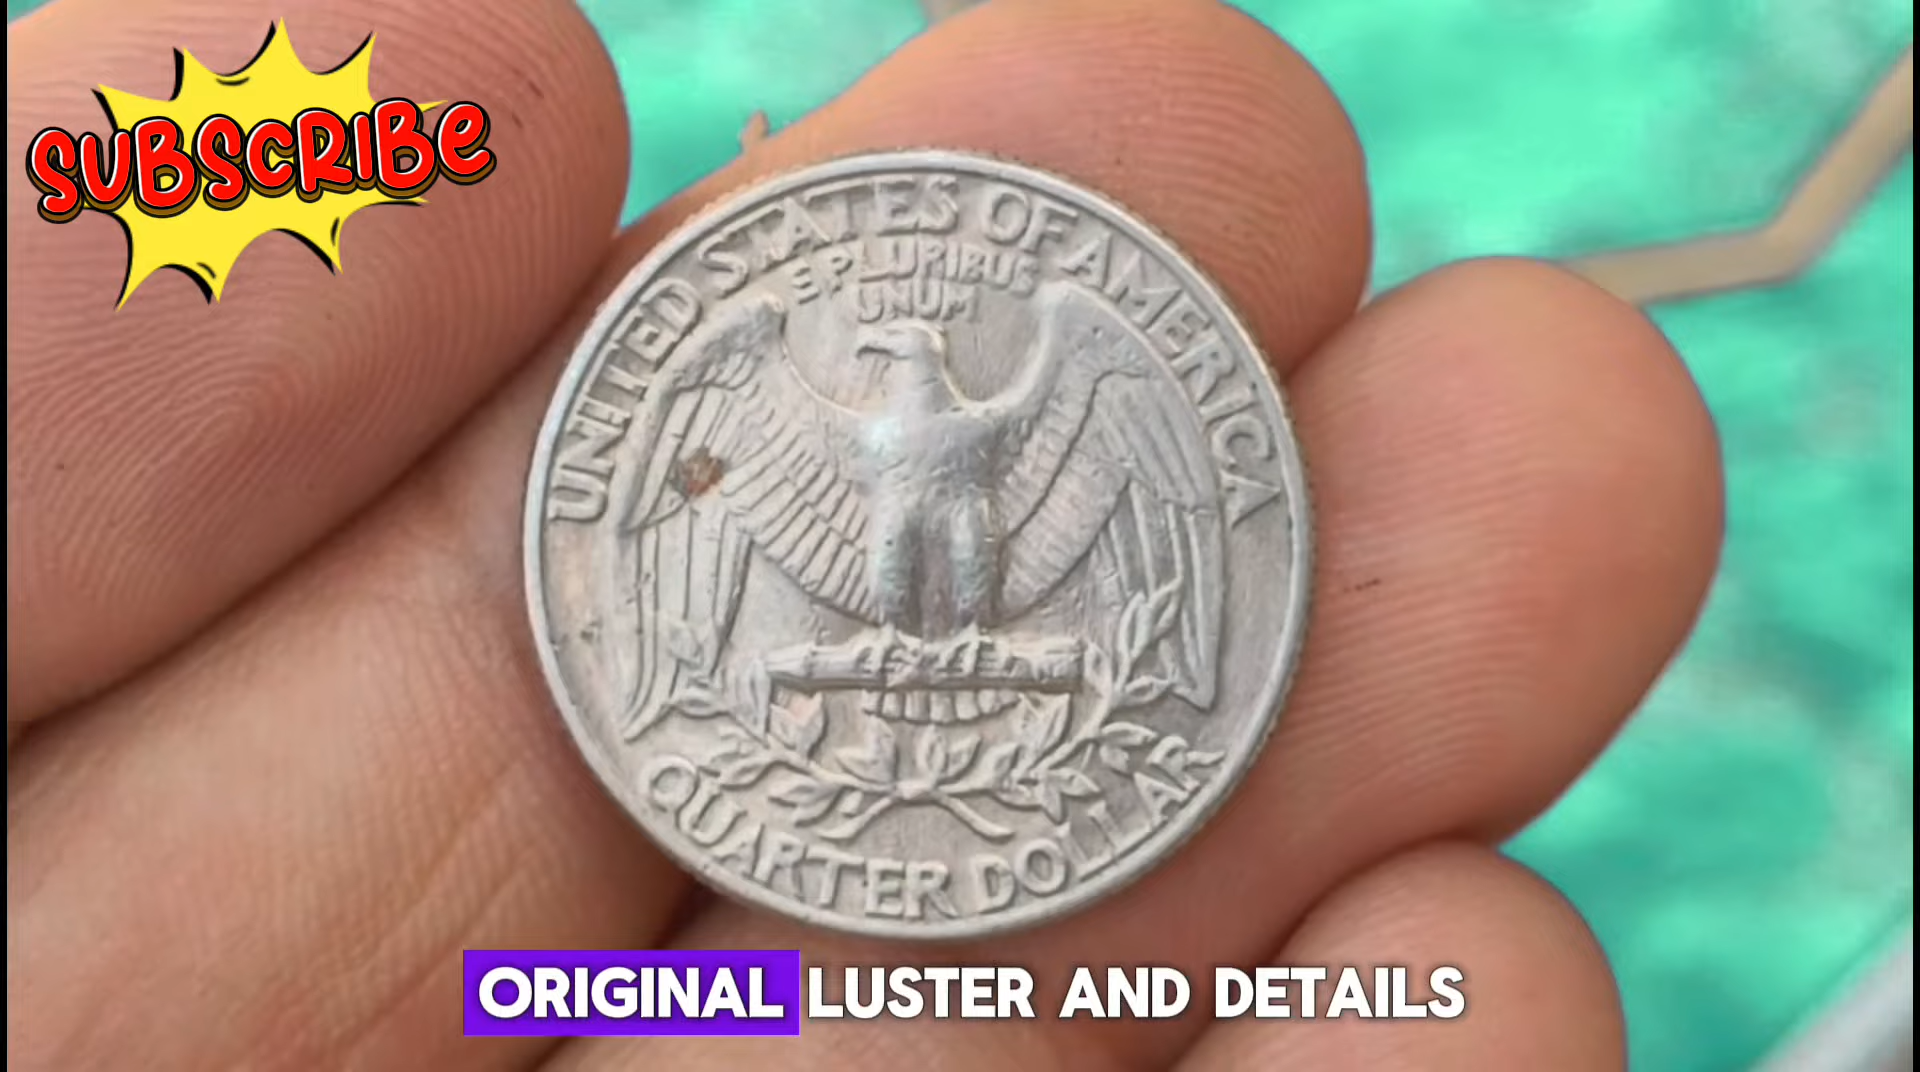 SUBSCRIBE
UNITED STATES OF AMERICA
E PLURIBUS
UNUM
QUARTER DOLLAR
ORIGINAL LUSTER AND DETAILS